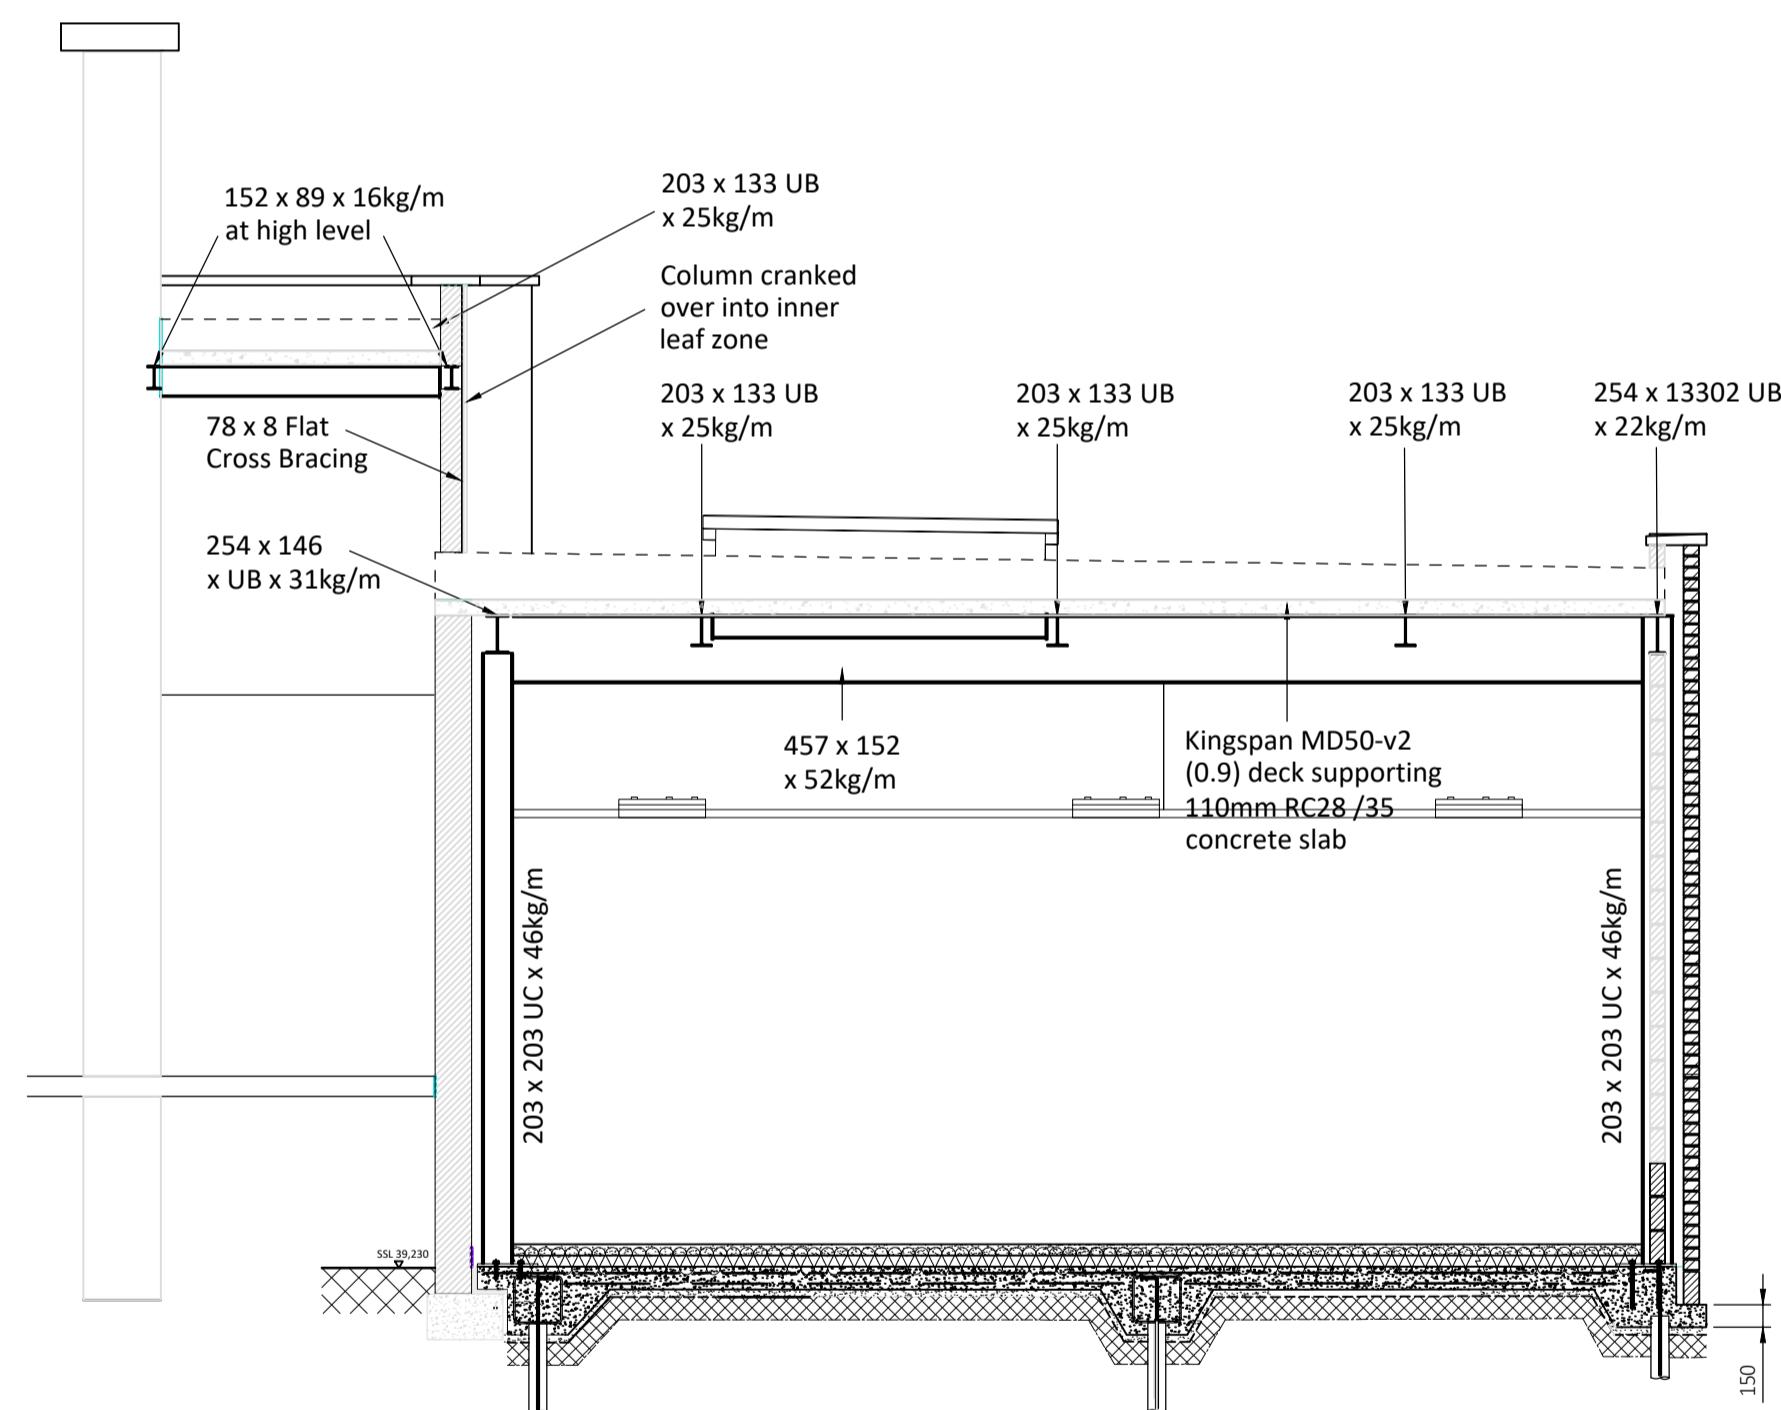 152 x 89 x 16kg/m
at high level
203 x 133 UB
x 25kg/m
Column cranked
over into inner
leaf zone
203 x 133 UB
x 25kg/m
203 x 133 UB
x 25kg/m
203 x 133 UB
x 25kg/m
254 x 13302 UB
x 22kg/m
78 x 8 Flat
Cross Bracing
254 x 146
x UB x 31kg/m
457 x 152
x 52kg/m
Kingspan MD50-v2
(0.9) deck supporting
110mm RC28 /35
concrete slab
203 x 203 UC x 46kg/m
203 x 203 UC x 46kg/m
SSL 39,230
150